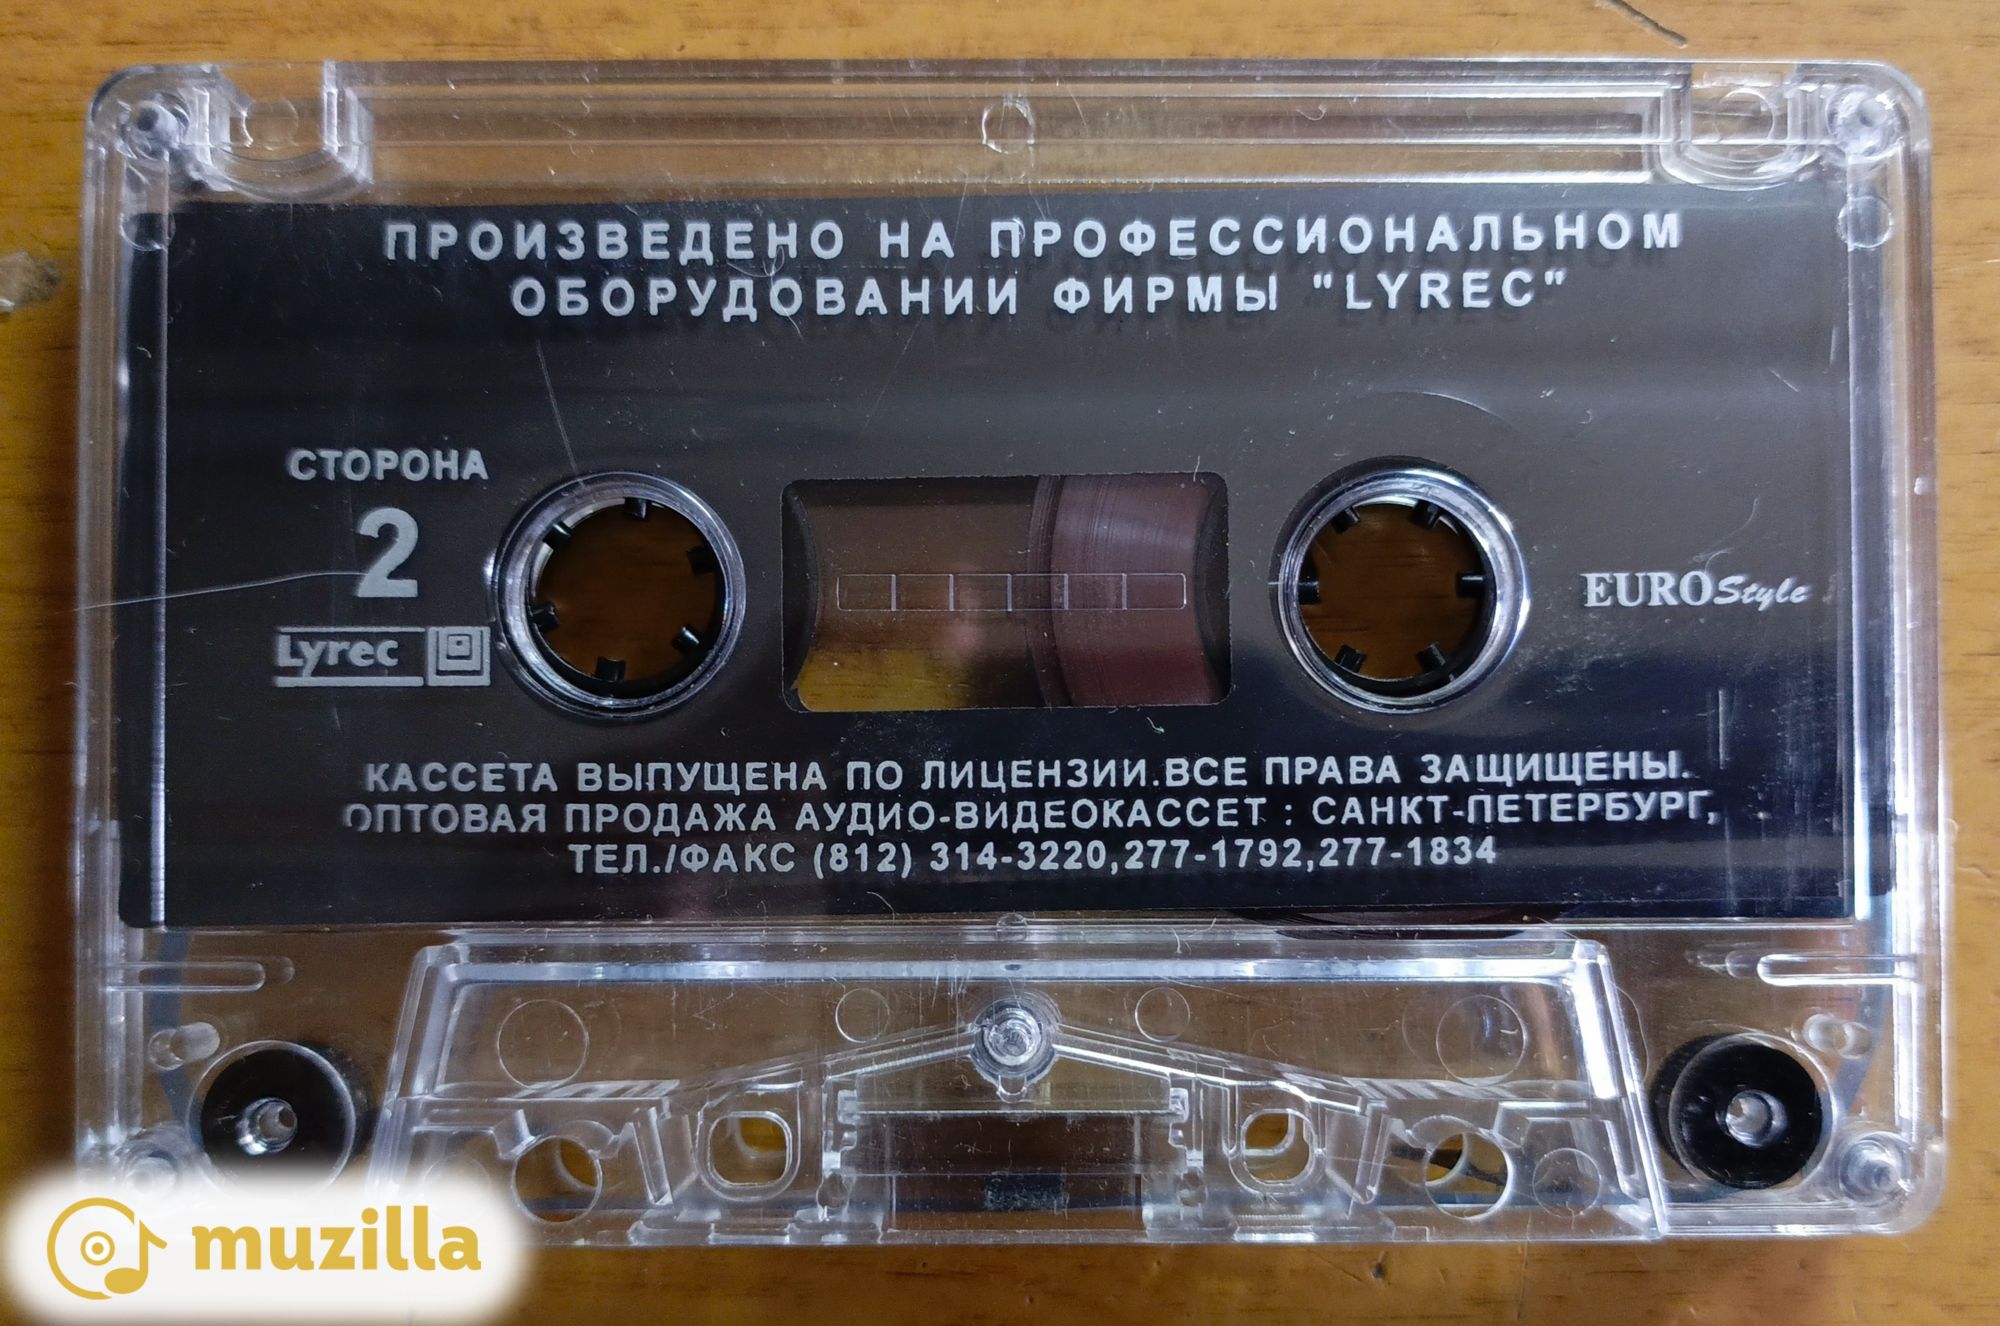 ПРОИЗВЕДЕНО НА ПРОФЕССИОНАЛЬНОМ
ОБОРУДОВАНИИ ФИРМЫ "LYREC"
СТОРОНА
2
Lyrec
EUROStyle
КАССЕТА ВЫПУЩЕНА ПО ЛИЦЕНЗИИ.ВСЕ ПРАВА ЗАЩИЩЕНЫ.
ОПТОВАЯ ПРОДАЖА АУДИО-ВИДЕОКАССЕТ : САНКТ-ПЕТЕРБУРГ,
ТЕЛ./ФАКС (812) 314-3220,277-1792,277-1834
muzilla